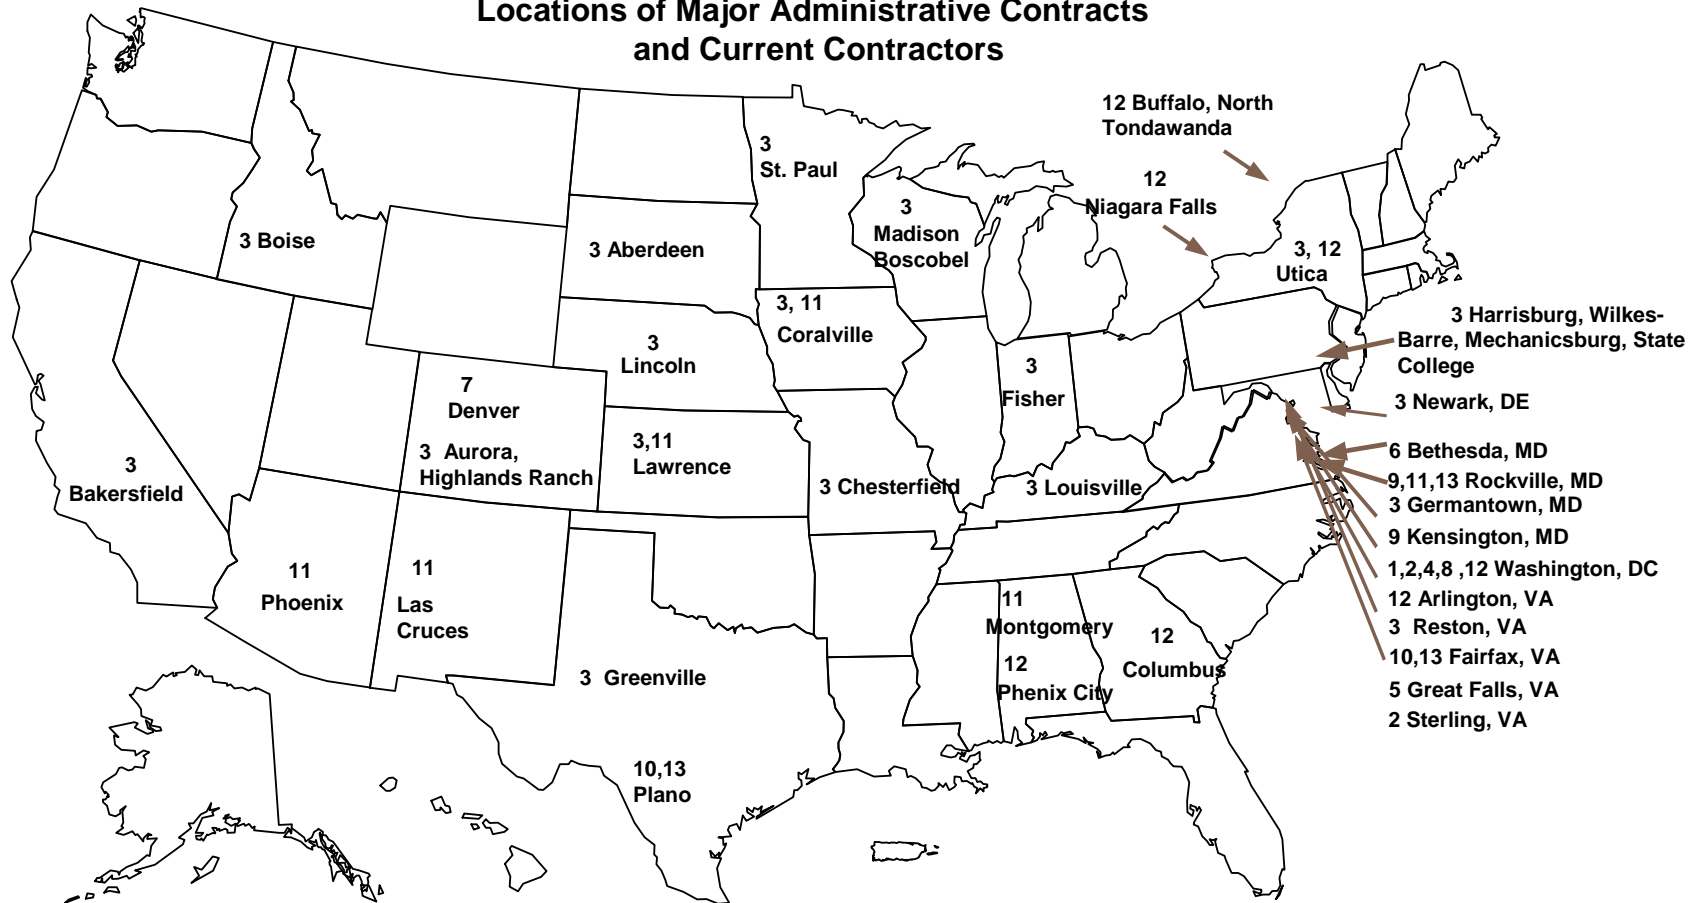 Locations of Major Administrative Contracts
and Current Contractors
12 Buffalo, North
Tondawanda
3
St. Paul
12
Niagara Falls
3
Madison
Boscobel
3 Boise
3 Aberdeen
3, 12
Utica
3, 11
Coralville
3 Harrisburg, Wilkes-
Barre, Mechanicsburg, State
College
3
Lincoln
3
Fisher
7
Denver
3 Newark, DE
3 Aurora,
Highlands Ranch
3,11
Lawrence
6 Bethesda, MD
3
Bakersfield
3 Chesterfield
3 Louisville
9,11,13 Rockville, MD
3 Germantown, MD
9 Kensington, MD
1,2,4,8 ,12 Washington, DC
12 Arlington, VA
3 Reston, VA
10,13 Fairfax, VA
5 Great Falls, VA
2 Sterling, VA
11
Phoenix
11
Las
Cruces
11
Montgomery
12
Phenix City
12
Columbus
3 Greenville
10,13
Plano